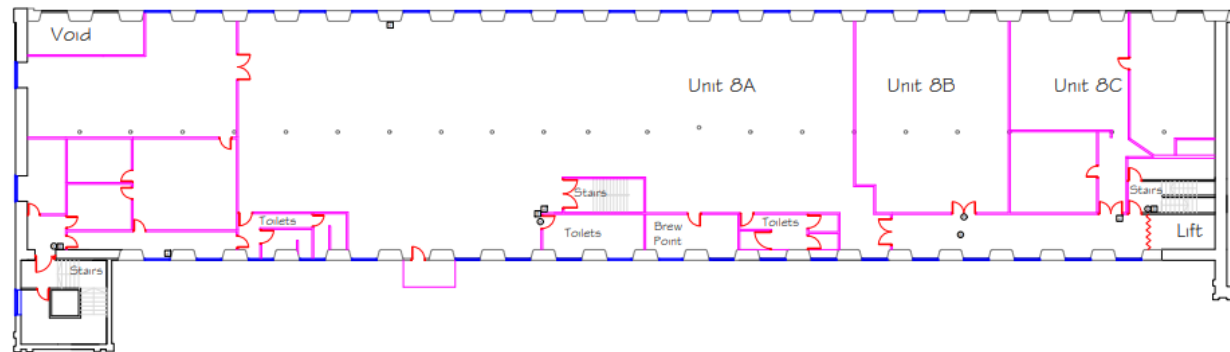 Void
Unit 8A
Unit 8B
Unit 8C
Stairs
Stairs
Toilets
Toilets
Toilets
Brew
Point
Lift
Stairs